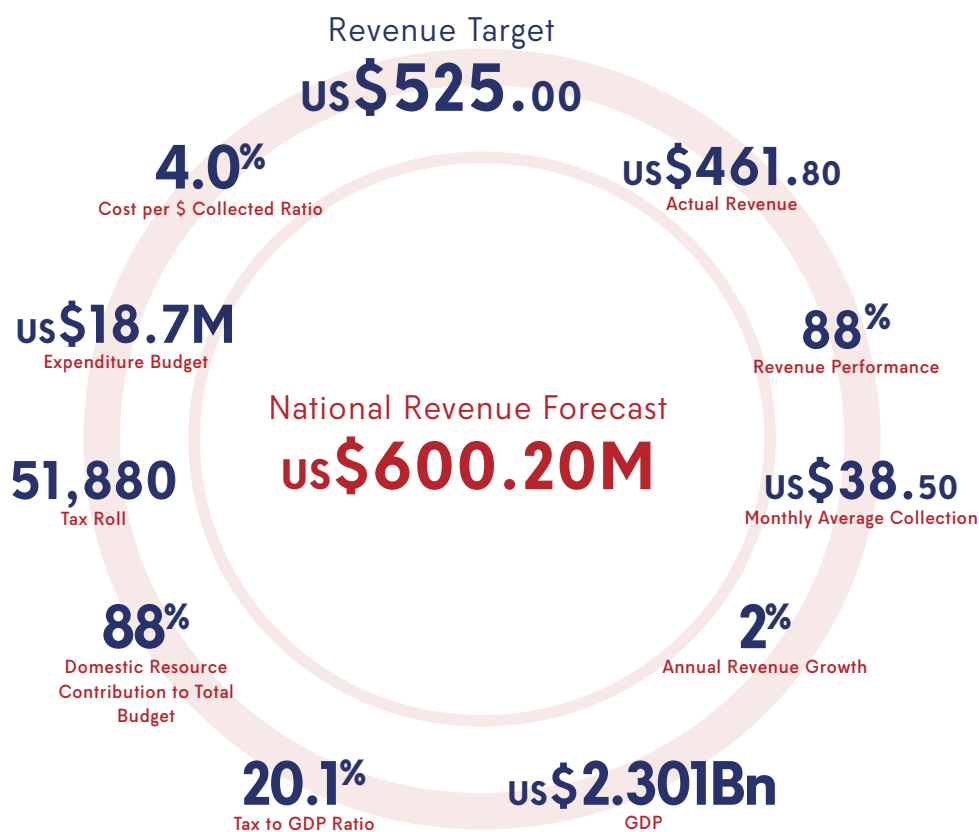 Revenue Target
US$525.00
4.0%
Cost per $ Collected Ratio
US$461.80
Actual Revenue
US$18.7M
Expenditure Budget
88%
Revenue Performance
National Revenue Forecast
US$600.20M
51,880
Tax Roll
US$38.50
Monthly Average Collection
88%
Domestic Resource
Contribution to Total
Budget
2%
Annual Revenue Growth
20.1%
Tax to GDP Ratio
US$2.301Bn
GDP